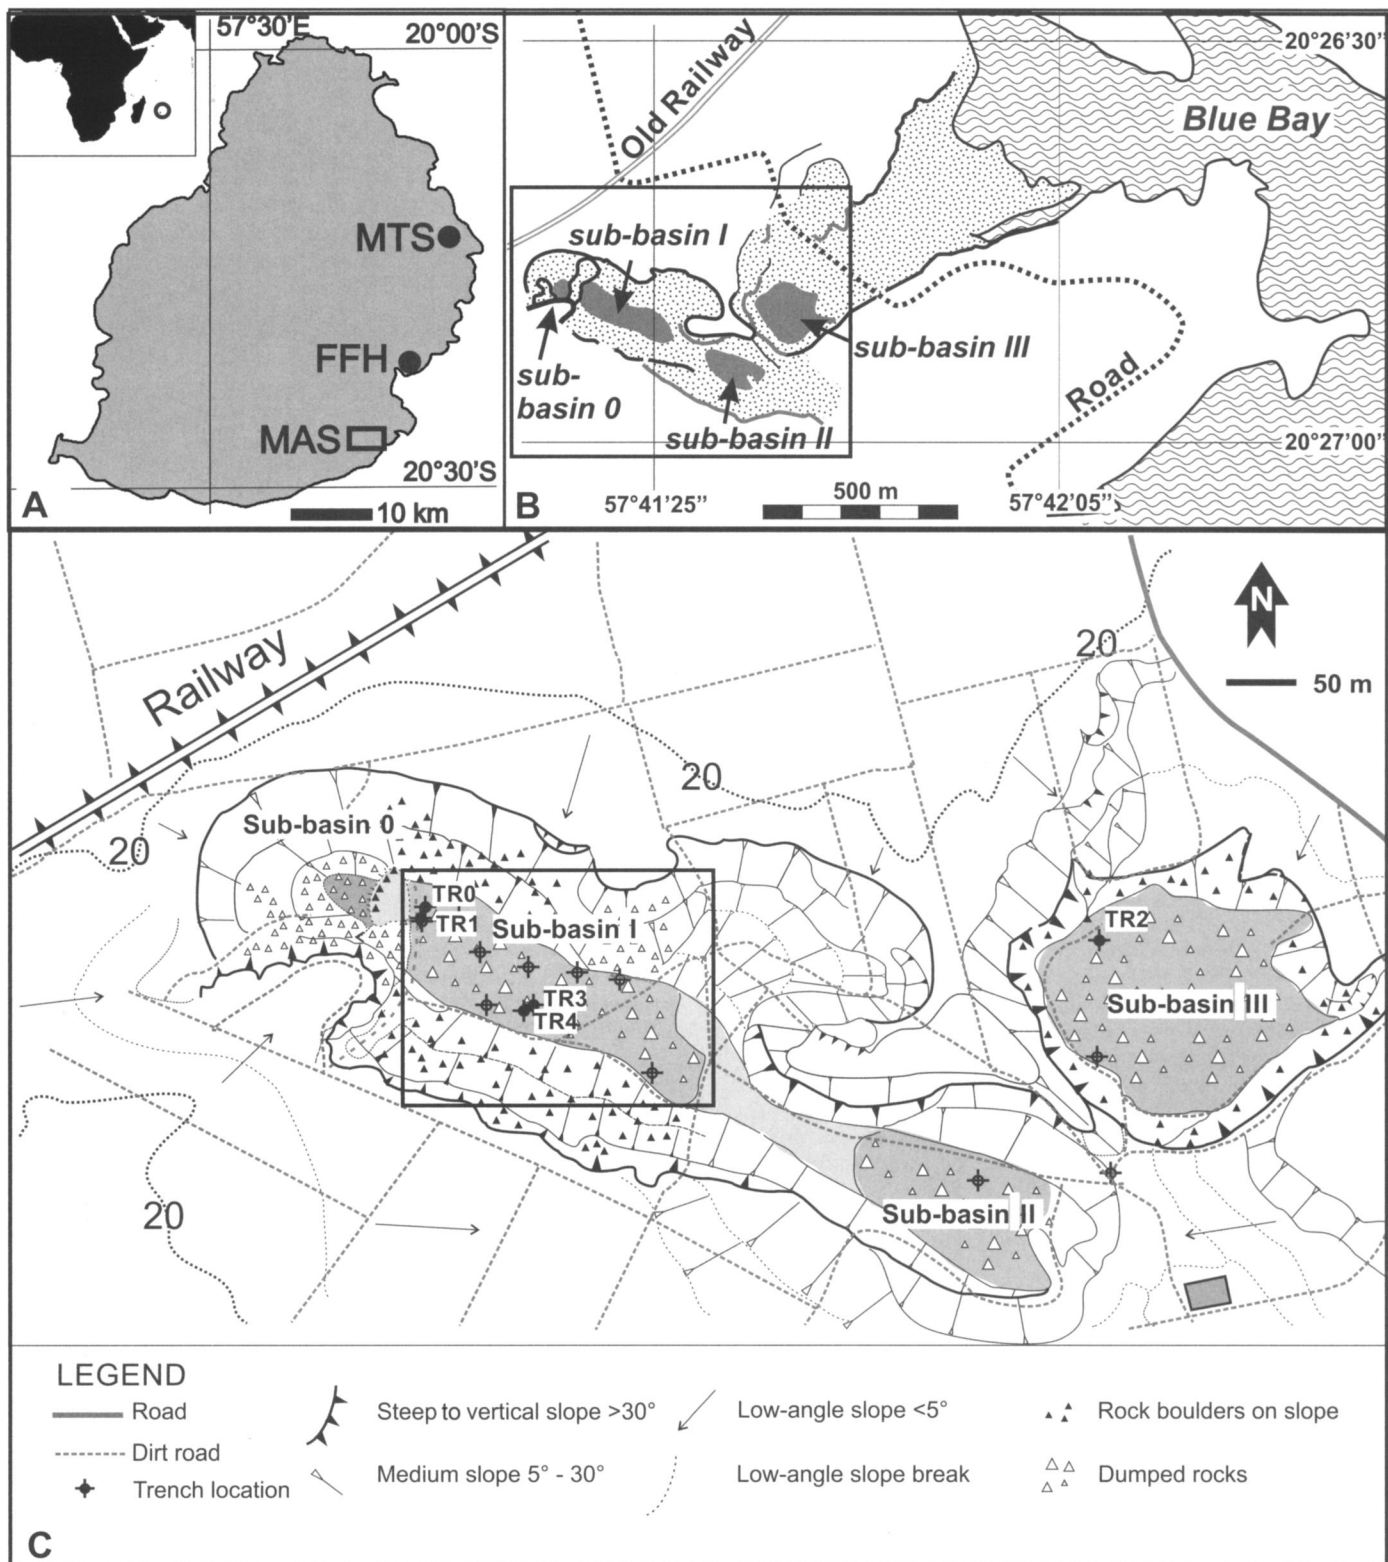 57°30'E
20°00'S
MTS
FFH
MAS
20°30'S
A
10 km
Old Railway
20°26'30"
Blue Bay
sub-basin I
sub-basin III
sub-
basin 0
sub-basin II
Road
20°27'00"
B
57°41'25"
500 m
57°42'05"
Railway
20
N
50 m
20
20
Sub-basin 0
TR0
TR1
Sub-basin I
TR2
TR3
TR4
Sub-basin III
20
Sub-basin II
LEGEND
Road
Steep to vertical slope >30°
Low-angle slope <5°
Rock boulders on slope
Dirt road
Medium slope 5° - 30°
Low-angle slope break
Dumped rocks
Trench location
C